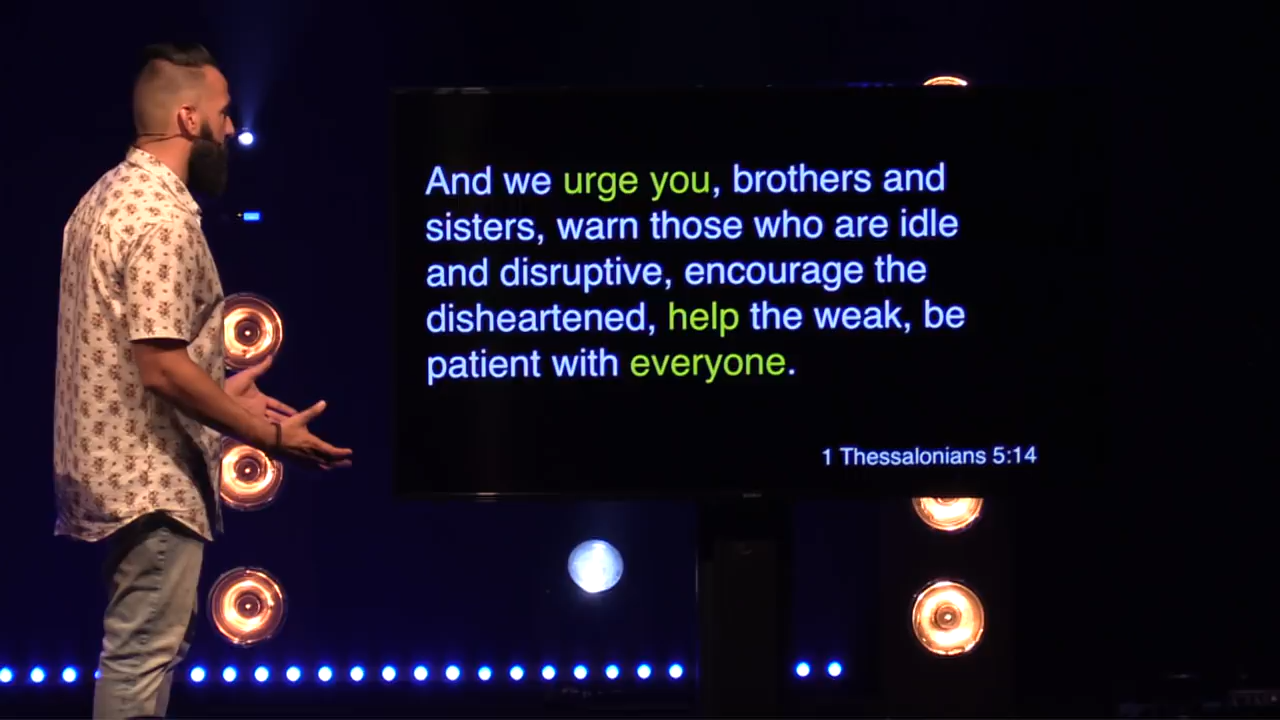 And we urge you, brothers and
sisters, warn those who are idle
and disruptive, encourage the
disheartened, help the weak, be
patient with everyone.
1 Thessalonians 5:14